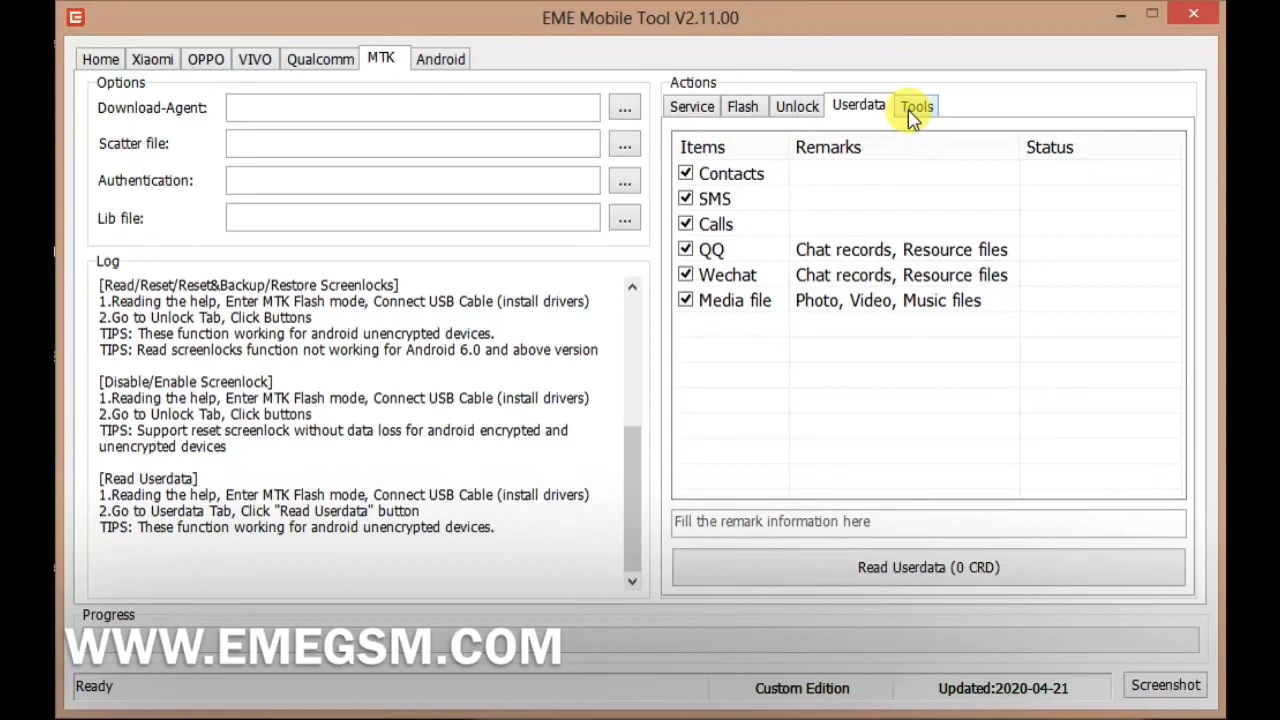 EME Mobile Tool V2.11.00
Home Xiaomi OPPO VIVO Qualcomm MTK Android
Options
Download-Agent: ...
Scatter file: ...
Authentication: ...
Lib file: ...
Log
[Read/Reset/Reset&Backup/Restore Screenlocks]
1.Reading the help, Enter MTK Flash mode, Connect USB Cable (install drivers)
2.Go to Unlock Tab, Click Buttons
TIPS: These function working for android unencrypted devices.
TIPS: Read screenlocks function not working for Android 6.0 and above version
[Disable/Enable Screenlock]
1.Reading the help, Enter MTK Flash mode, Connect USB Cable (install drivers)
2.Go to Unlock Tab, Click buttons
TIPS: Support reset screenlock without data loss for android encrypted and
unencrypted devices
[Read Userdata]
1.Reading the help, Enter MTK Flash mode, Connect USB Cable (install drivers)
2.Go to Userdata Tab, Click "Read Userdata" button
TIPS: These function working for android unencrypted devices.
Actions
Service Flash Unlock Userdata Tools
Items Remarks Status
Contacts
SMS
Calls
QQ Chat records, Resource files
Wechat Chat records, Resource files
Media file Photo, Video, Music files
Fill the remark information here
Read Userdata (0 CRD)
Progress
WWW.EMEGSM.COM
Ready Custom Edition Updated:2020-04-21 Screenshot